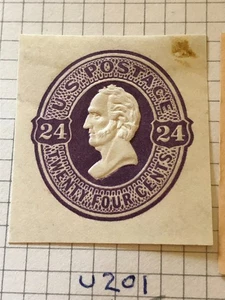 U.S. POSTAGE
24 24
TWENTY FOUR CENTS
U201